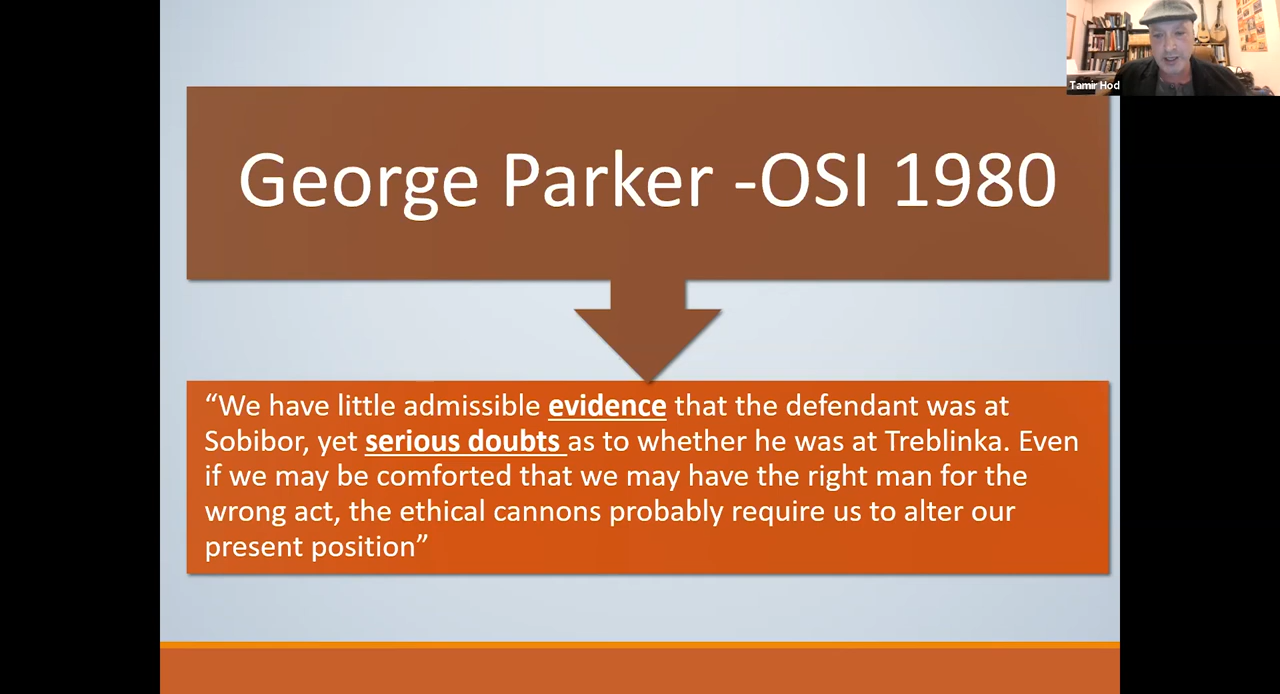 Tamir Hod
George Parker -OSI 1980
“We have little admissible evidence that the defendant was at
Sobibor, yet serious doubts as to whether he was at Treblinka. Even
if we may be comforted that we may have the right man for the
wrong act, the ethical cannons probably require us to alter our
present position”